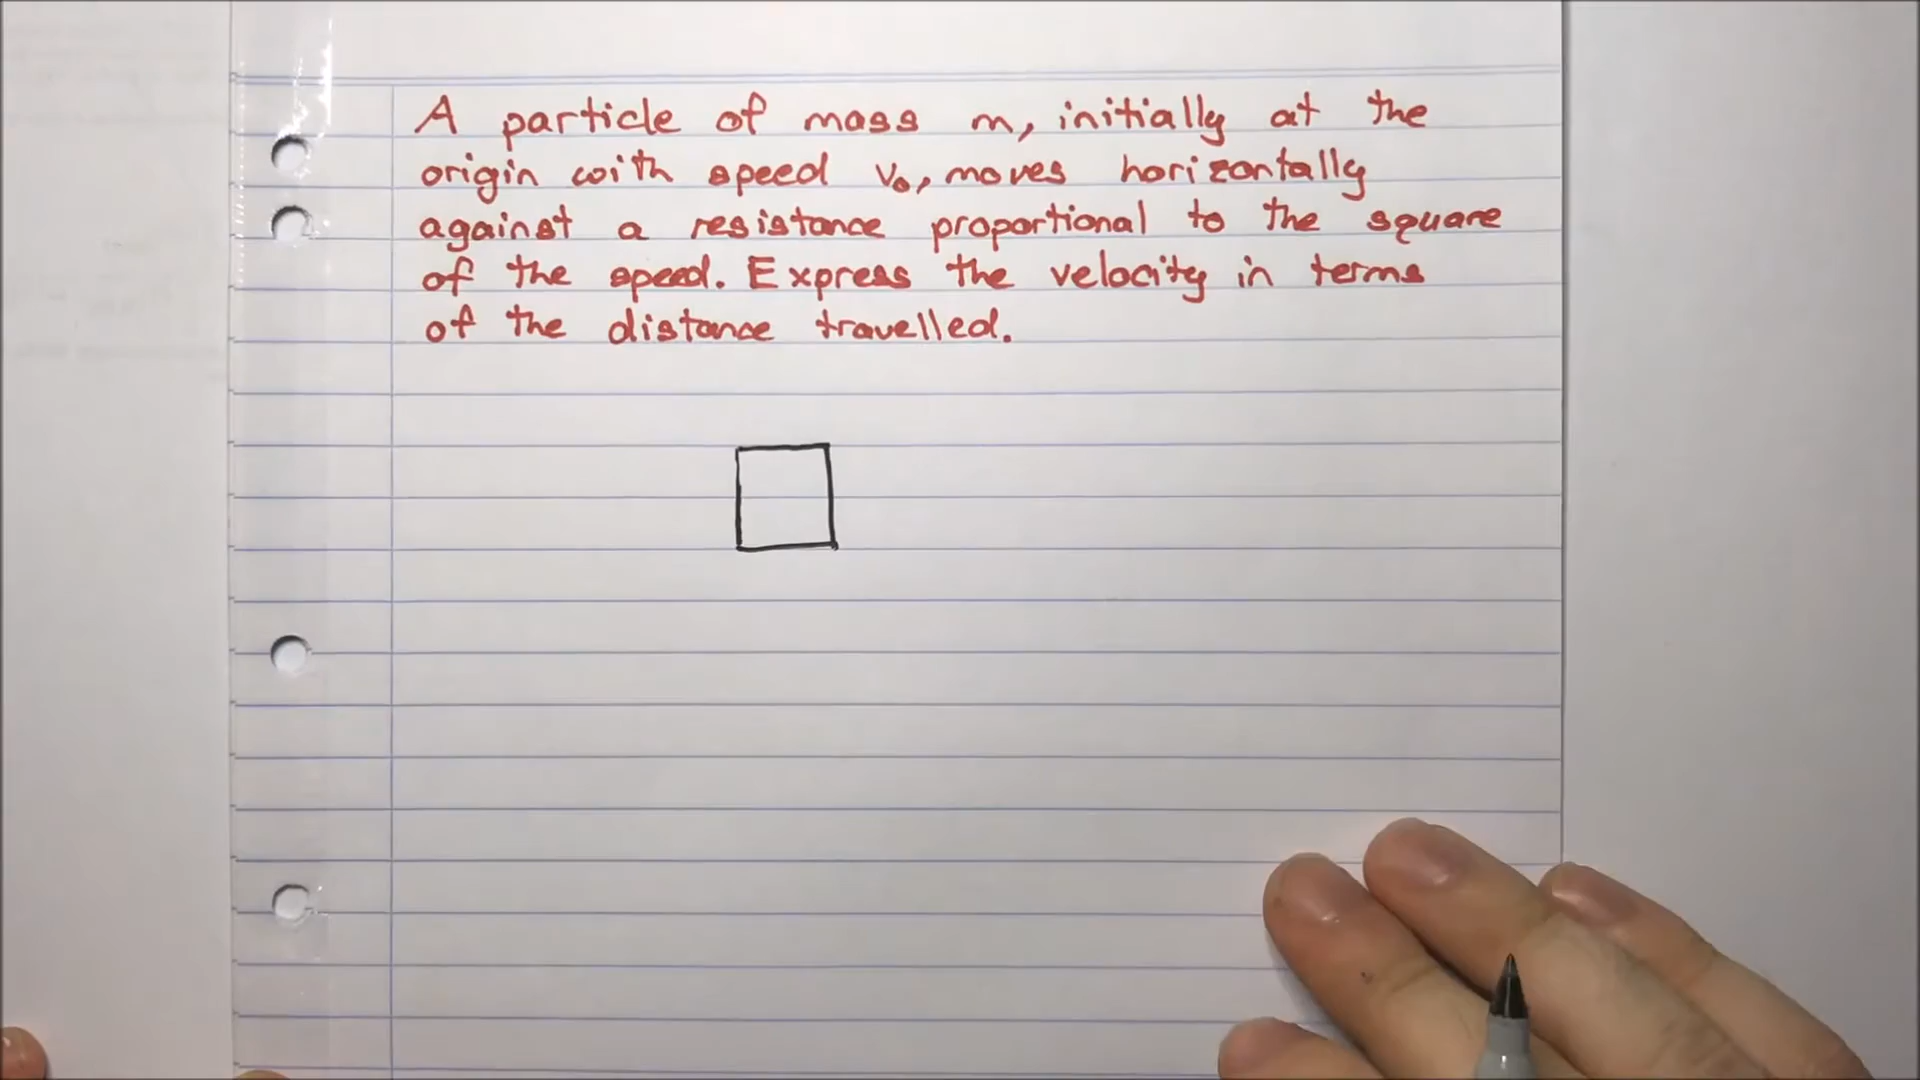 A particle of mass m, initially at the
origin with speed v₀, moves horizontally
against a resistance proportional to the square
of the speed. Express the velocity in terms
of the distance travelled.